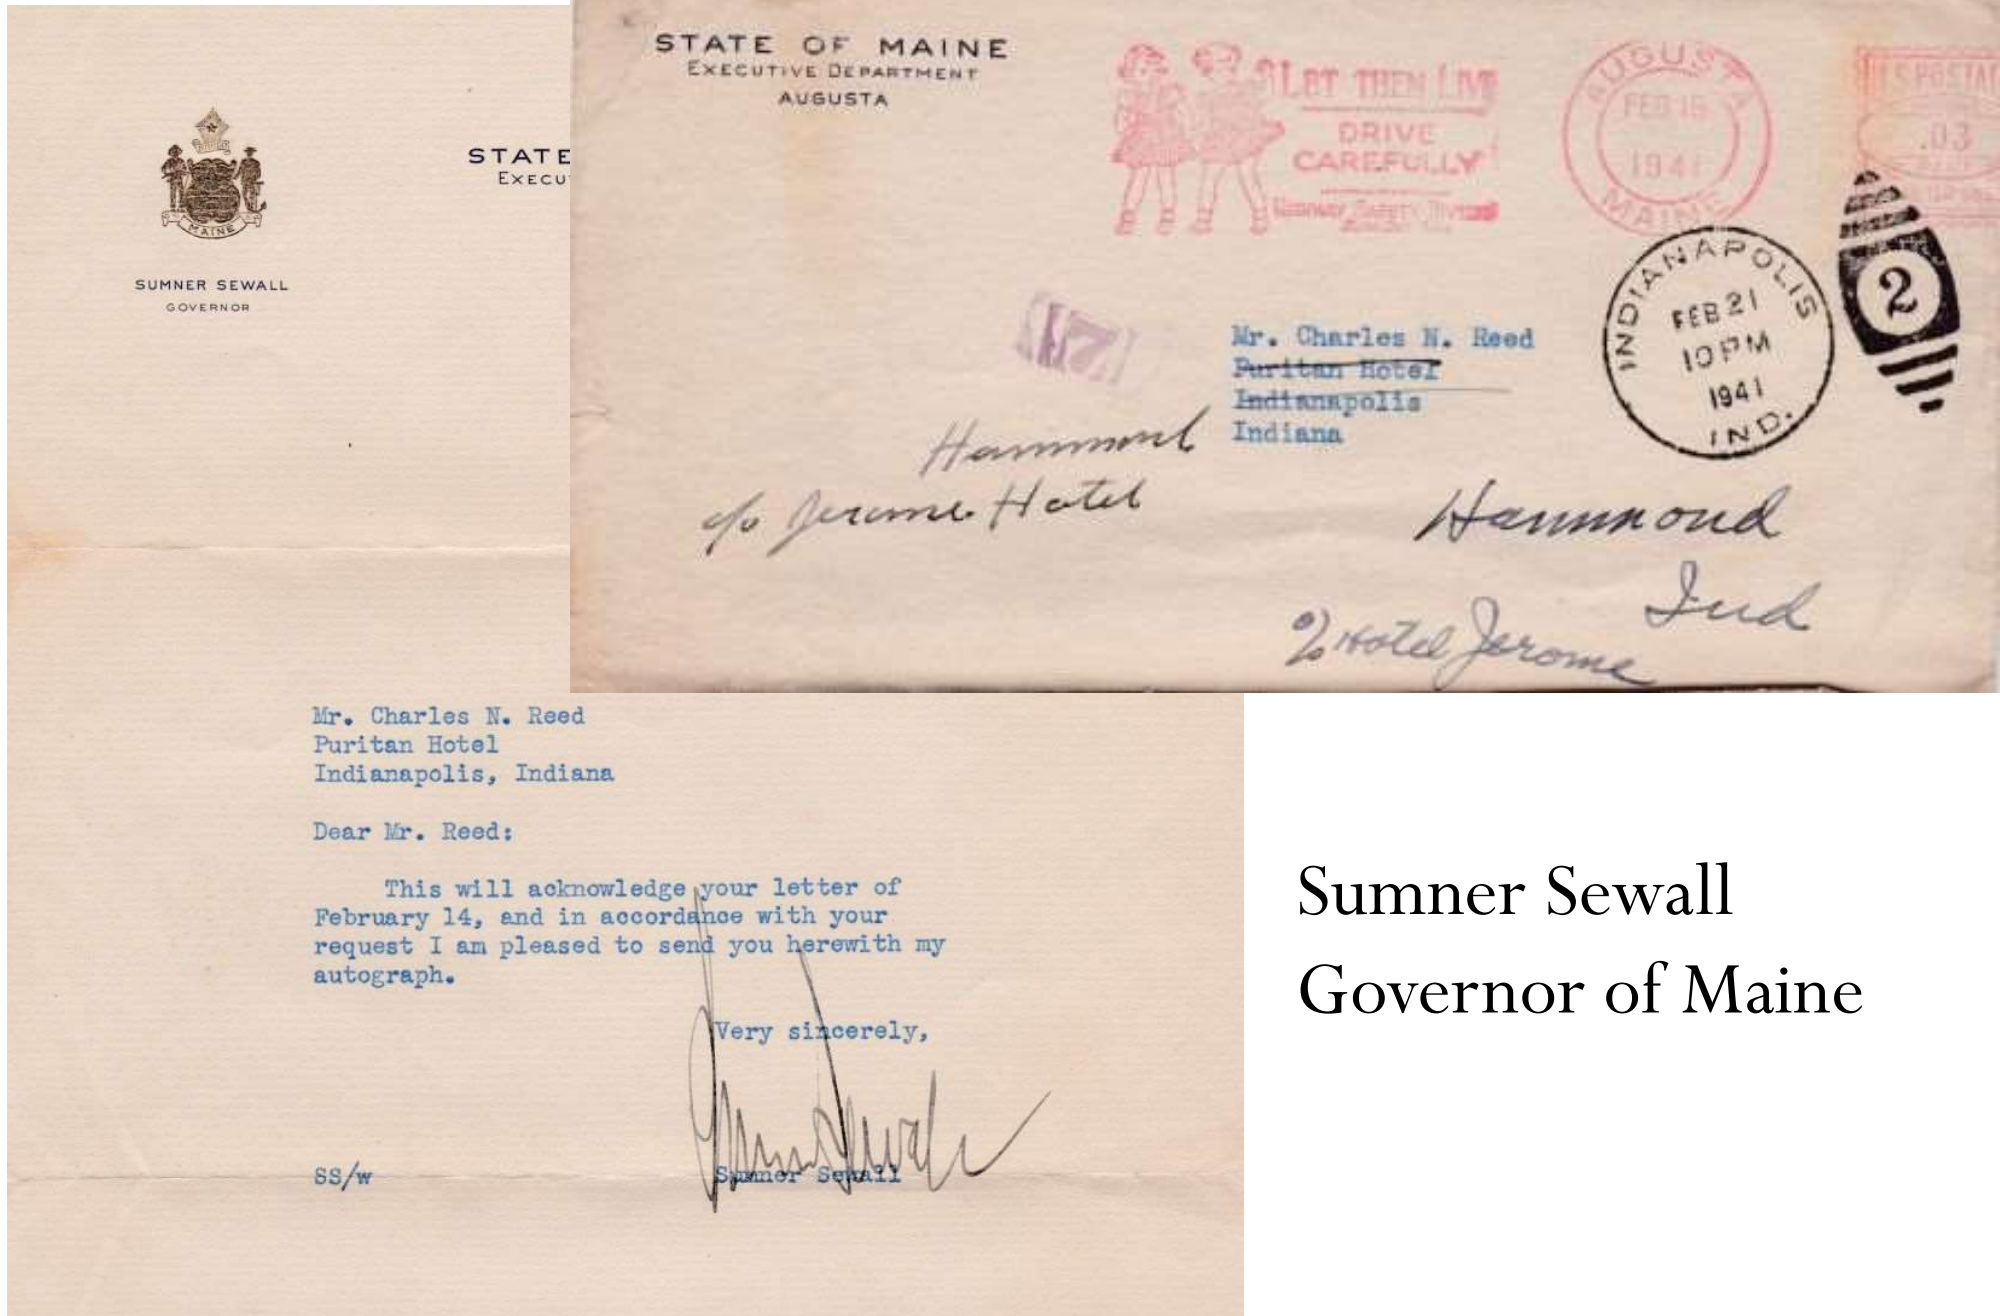 MAINE
SUMNER SEWALL
GOVERNOR
STATE
EXECU
Mr. Charles N. Reed
Puritan Hotel
Indianapolis, Indiana
Dear Mr. Reed:
This will acknowledge your letter of
February 14, and in accordance with your
request I am pleased to send you herewith my
autograph.
Very sincerely,
Sumner Sewall
SS/w
Sumner Sewall
STATE OF MAINE
EXECUTIVE DEPARTMENT
AUGUSTA
LET THEM LIVE
DRIVE
CAREFULLY
AUGUSTA
FEB 15
1941
MAINE
U.S. POSTAG
.03
INDIANAPOLIS
FEB 21
10 PM
1941
IND.
2
17
Mr. Charles N. Reed
Puritan Hotel
Indianapolis
Indiana
Hammond
c/o Jerome Hotel
Hammond
Ind
c/o Hotel Jerome
Sumner Sewall
Governor of Maine